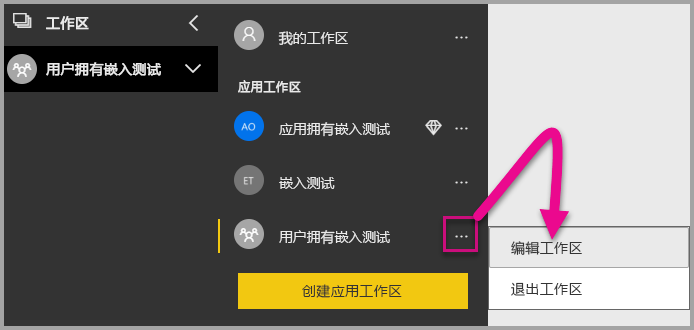 工作区
用户拥有嵌入测试
我的工作区
应用工作区
AO
应用拥有嵌入测试
ET
嵌入测试
用户拥有嵌入测试
创建应用工作区
编辑工作区
退出工作区